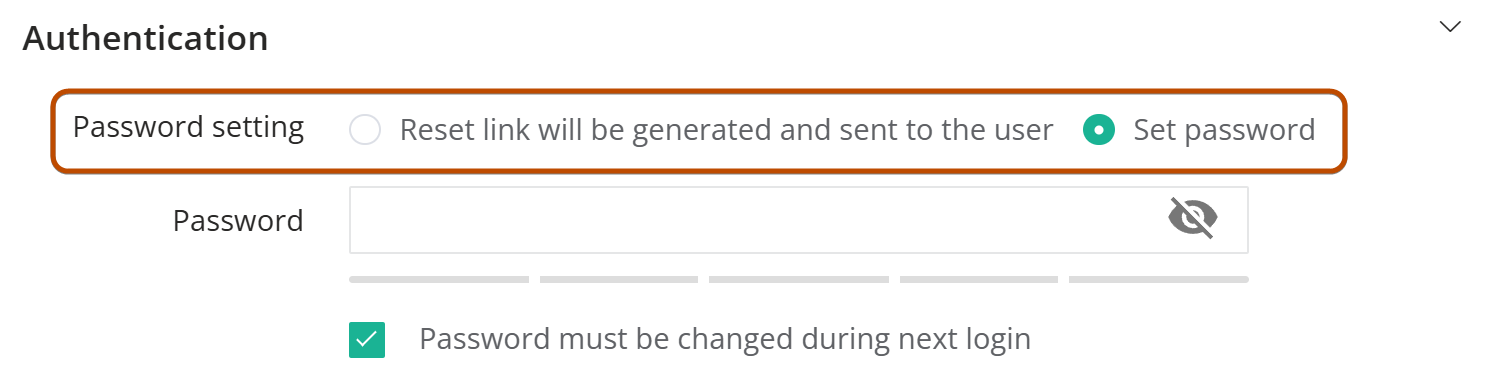 Authentication
Password setting Reset link will be generated and sent to the user Set password
Password
Password must be changed during next login